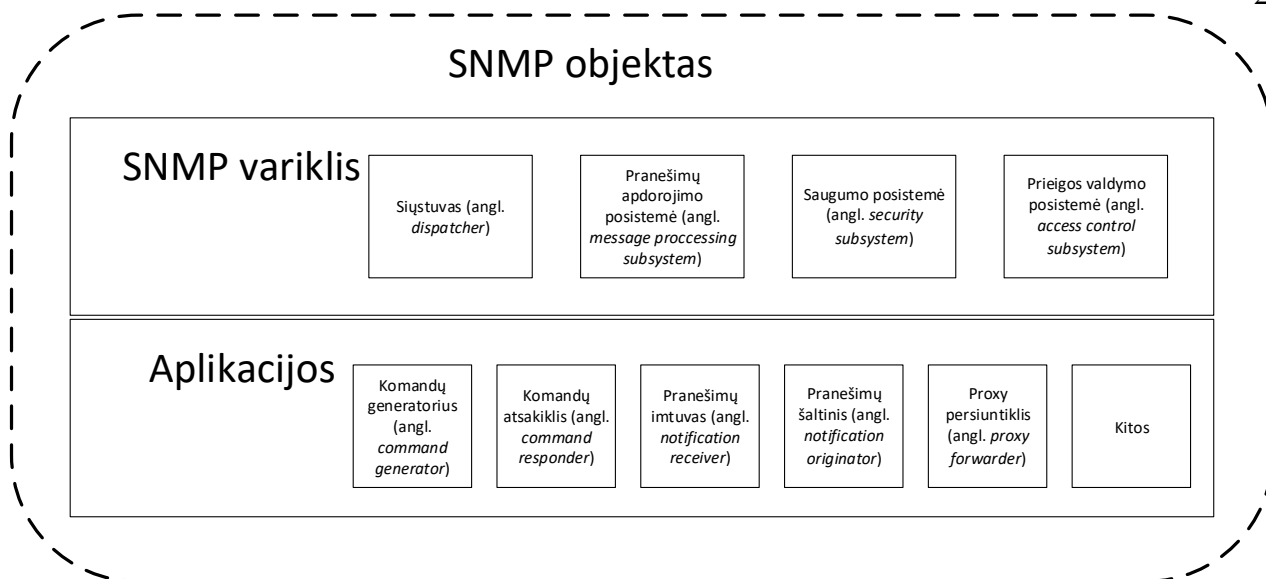 SNMP objektas
SNMP variklis
Siųstuvas (angl.
dispatcher)
Pranešimų
apdorojimo
posistemė (angl.
message proccessing
subsystem)
Saugumo posistemė
(angl. security
subsystem)
Prieigos valdymo
posistemė (angl.
access control
subsystem)
Aplikacijos
Komandų
generatorius
(angl.
command
generator)
Komandų
atsakiklis (angl.
command
responder)
Pranešimų
imtuvas (angl.
notification
receiver)
Pranešimų
šaltinis (angl.
notification
originator)
Proxy
persiuntiklis
(angl. proxy
forwarder)
Kitos